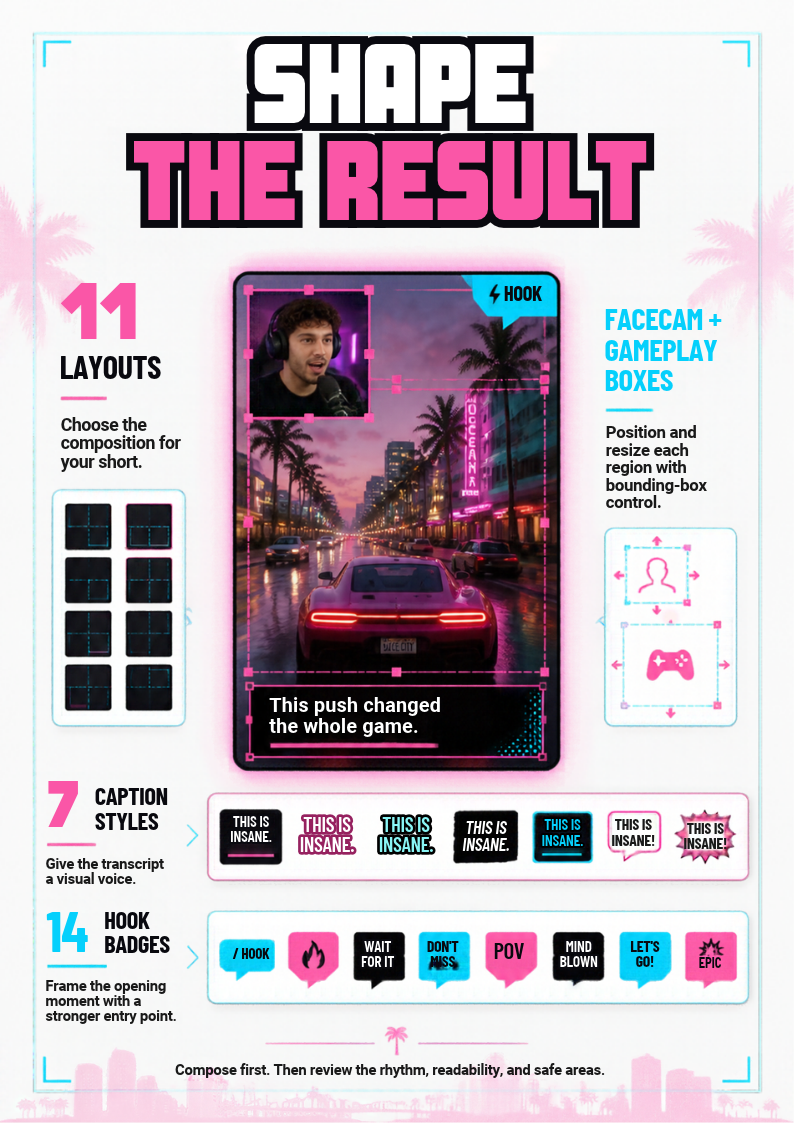 SHAPE
THE RESULT
11
LAYOUTS
Choose the
composition for
your short.
HOOK
OCEANA
This push changed
the whole game.
FACECAM +
GAMEPLAY
BOXES
Position and
resize each
region with
bounding-box
control.
7
CAPTION
STYLES
Give the transcript
a visual voice.
THIS IS
INSANE.
THIS IS
INSANE.
THIS IS
INSANE.
THIS IS
INSANE.
THIS IS
INSANE.
THIS IS
INSANE!
THIS IS
INSANE!
14
HOOK
BADGES
Frame the opening
moment with a
stronger entry point.
/ HOOK
WAIT
FOR IT
DON'T
MISS
POV
MIND
BLOWN
LET'S
GO!
EPIC
Compose first. Then review the rhythm, readability, and safe areas.